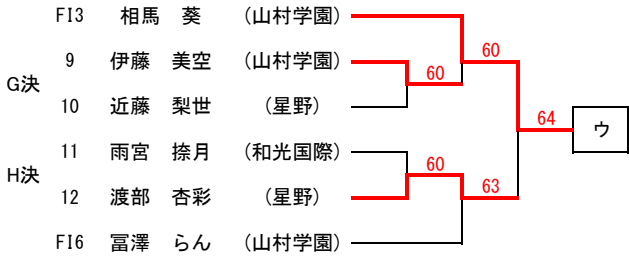 FI3 相馬 葵 (山村学園)
60
9 伊藤 美空 (山村学園)
G決 60
10 近藤 梨世 (星野)
64 ウ
11 雨宮 捺月 (和光国際)
H決 60
63
12 渡部 杏彩 (星野)
FI6 冨澤 らん (山村学園)